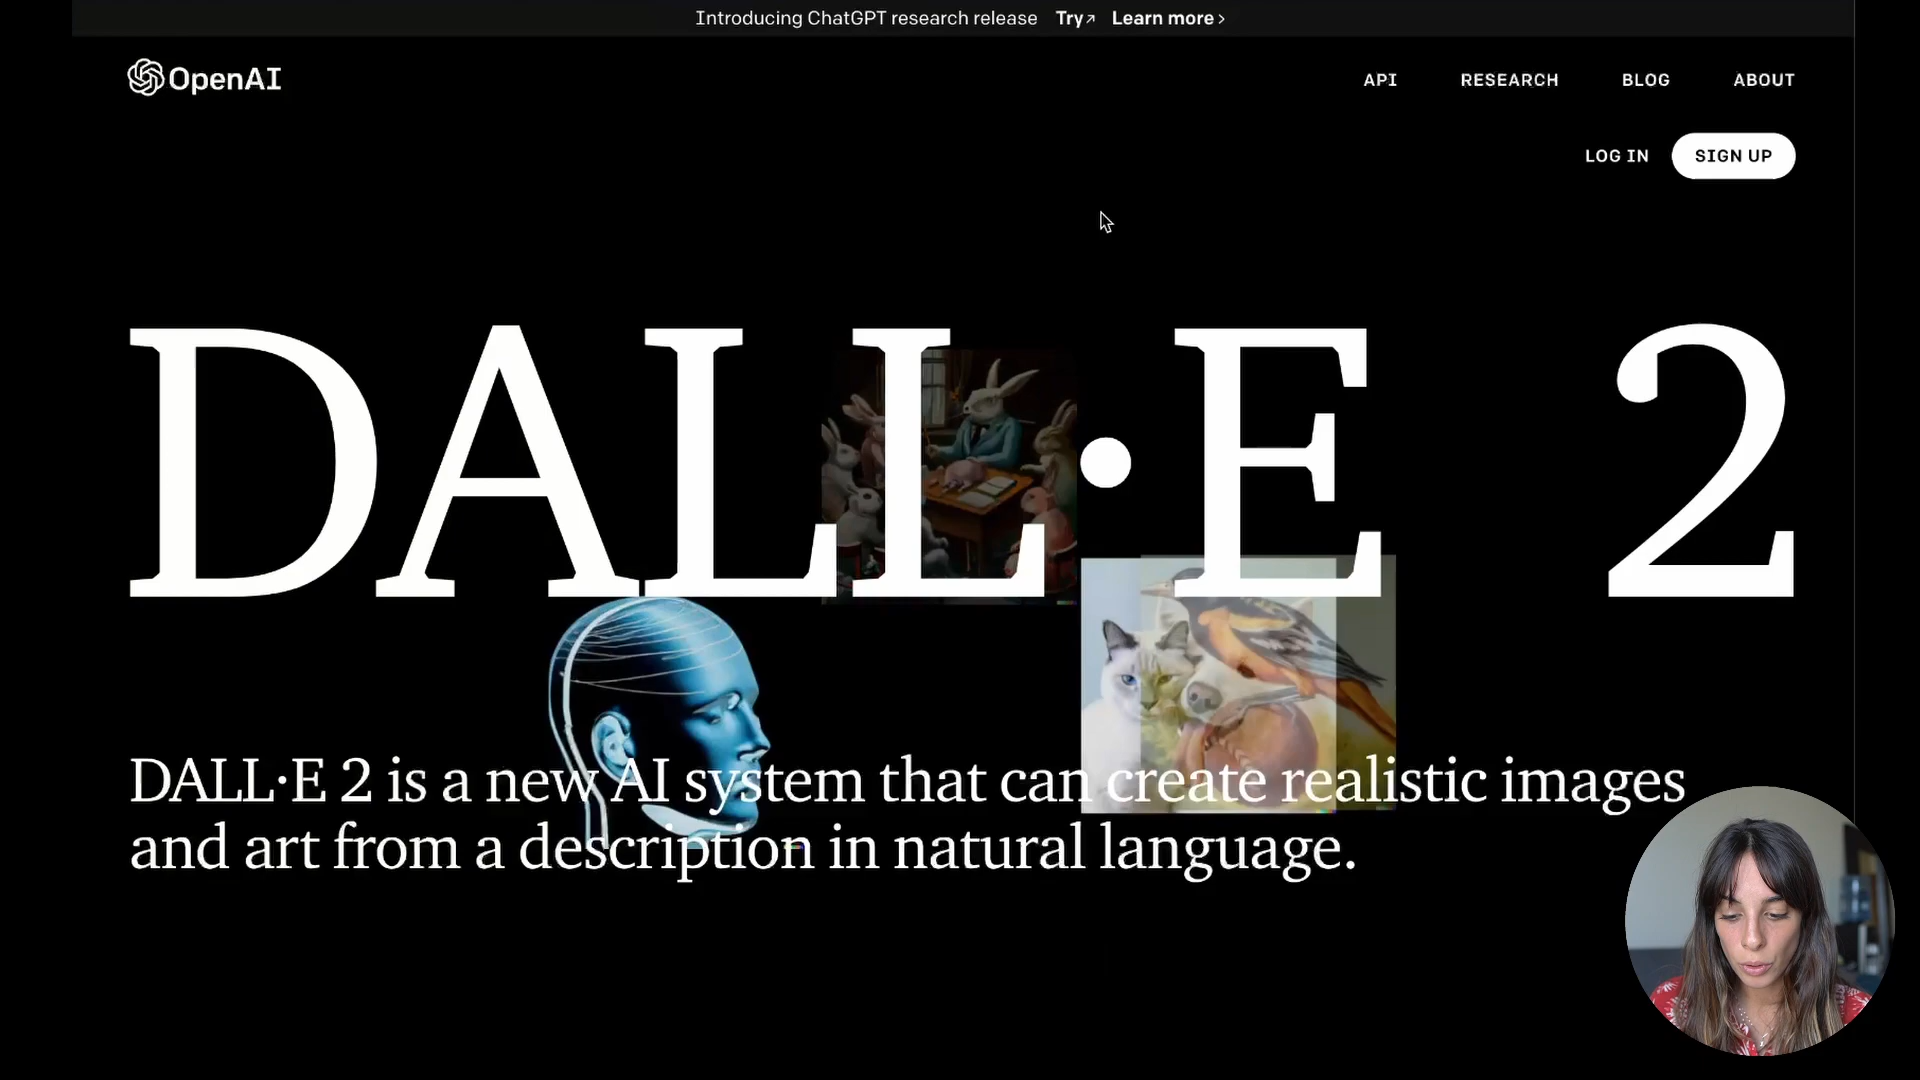 Introducing ChatGPT research release Try↗ Learn more›
OpenAI
API RESEARCH BLOG ABOUT
LOG IN SIGN UP
DALL·E 2
DALL·E 2 is a new AI system that can create realistic images
and art from a description in natural language.